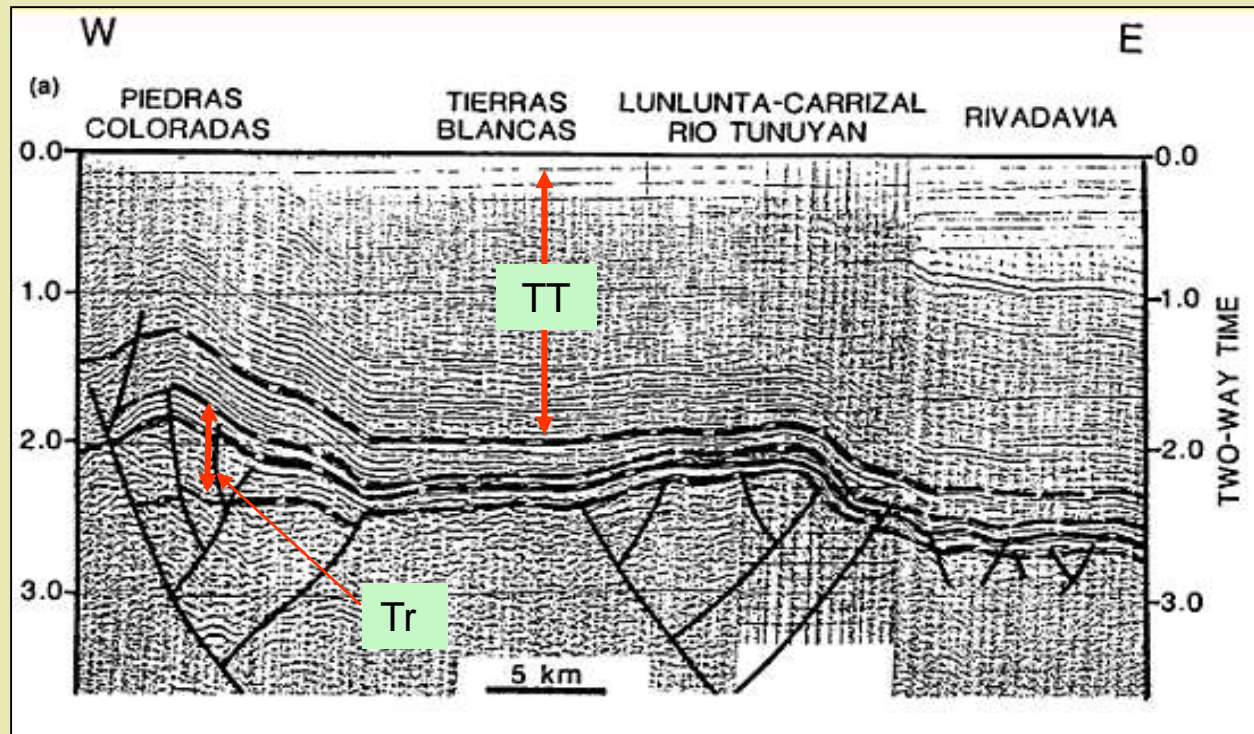 W
E
(a)
PIEDRAS
COLORADAS
TIERRAS
BLANCAS
LUNLUNTA-CARRIZAL
RIO TUNUYAN
RIVADAVIA
0.0
0.0
TT
1.0
1.0
2.0
2.0
TWO-WAY TIME
3.0
3.0
Tr
5 km